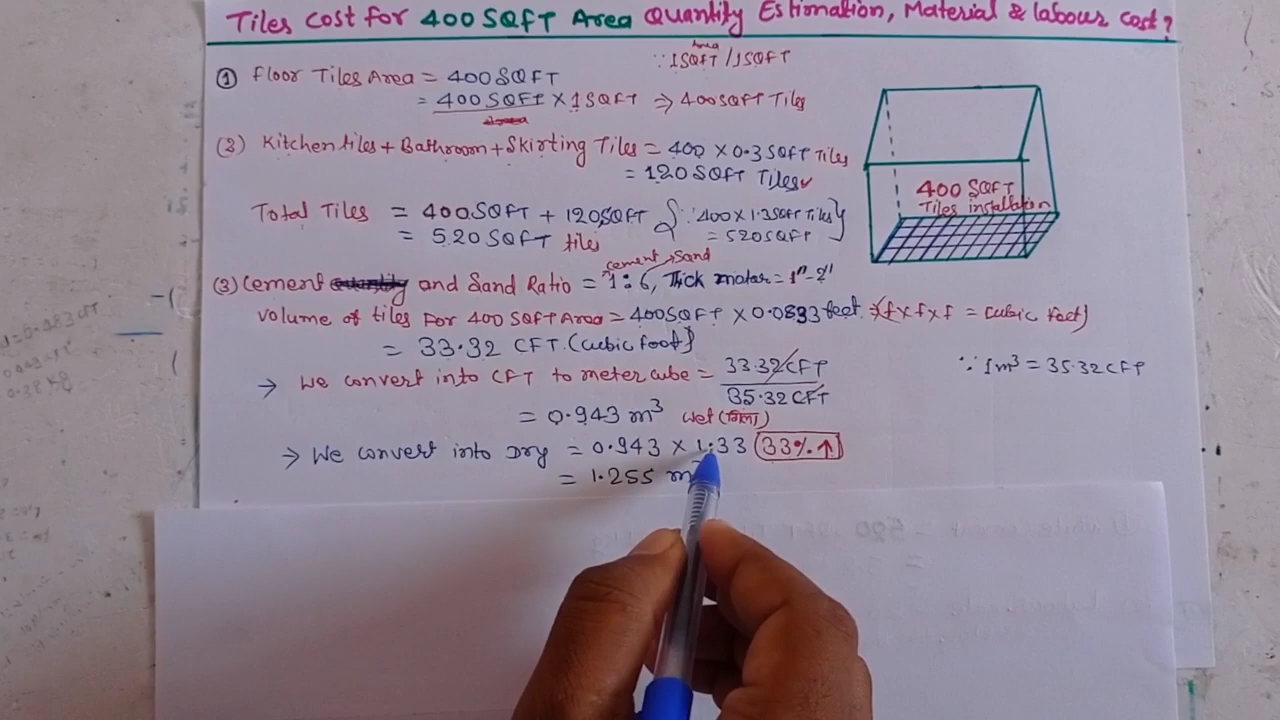 Tiles Cost for 400 SQFT Area Quantity Estimation, Material & labour cost?
∵ 1SQFT Area / 1SQFT
① Floor Tiles Area = 400 SQFT
= 400 SQFT × 1 SQFT ⇒ 400 SQFT Tiles
(2) Kitchen tiles + Bathroom + Skirting Tiles = 400 × 0.3 SQFT Tiles
= 120 SQFT Tiles
Total Tiles = 400 SQFT + 120 SQFT {∵ 400 × 1.3 SQFT Tiles}
= 520 SQFT tiles = 520 SQFT
400 SQFT
Tiles installation
cement → Sand
(3) Cement and Sand Ratio = 1:6, Thick motar = 1"-2"
Volume of tiles For 400 SQFT Area = 400 SQFT × 0.0833 feet {f×f×f = cubic foot}
= 33.32 CFT (cubic foot)
∵ 1m³ = 35.32 CFT
→ We convert into CFT to meter cube = 33.32 CFT / 35.32 CFT
= 0.943 m³ wet (गिला)
→ We convert into Dry = 0.943 × 1.33 33% ↑
= 1.255 m